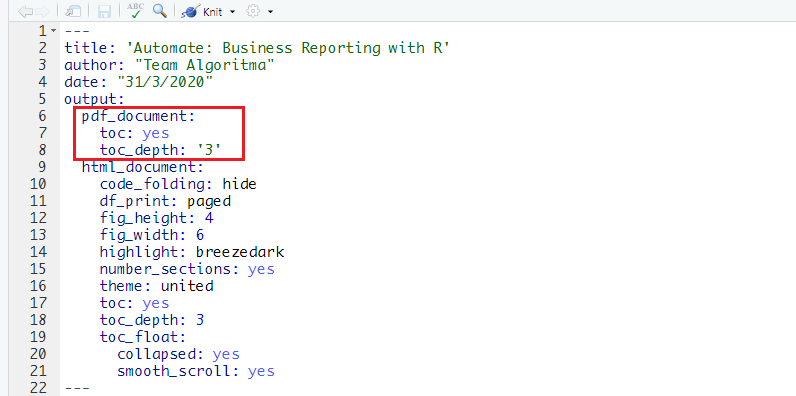 ABC
Knit
1 ---
2 title: 'Automate: Business Reporting with R'
3 author: "Team Algoritma"
4 date: "31/3/2020"
5 output:
6   pdf_document:
7     toc: yes
8     toc_depth: '3'
9   html_document:
10     code_folding: hide
11     df_print: paged
12     fig_height: 4
13     fig_width: 6
14     highlight: breezedark
15     number_sections: yes
16     theme: united
17     toc: yes
18     toc_depth: 3
19     toc_float:
20       collapsed: yes
21       smooth_scroll: yes
22 ---